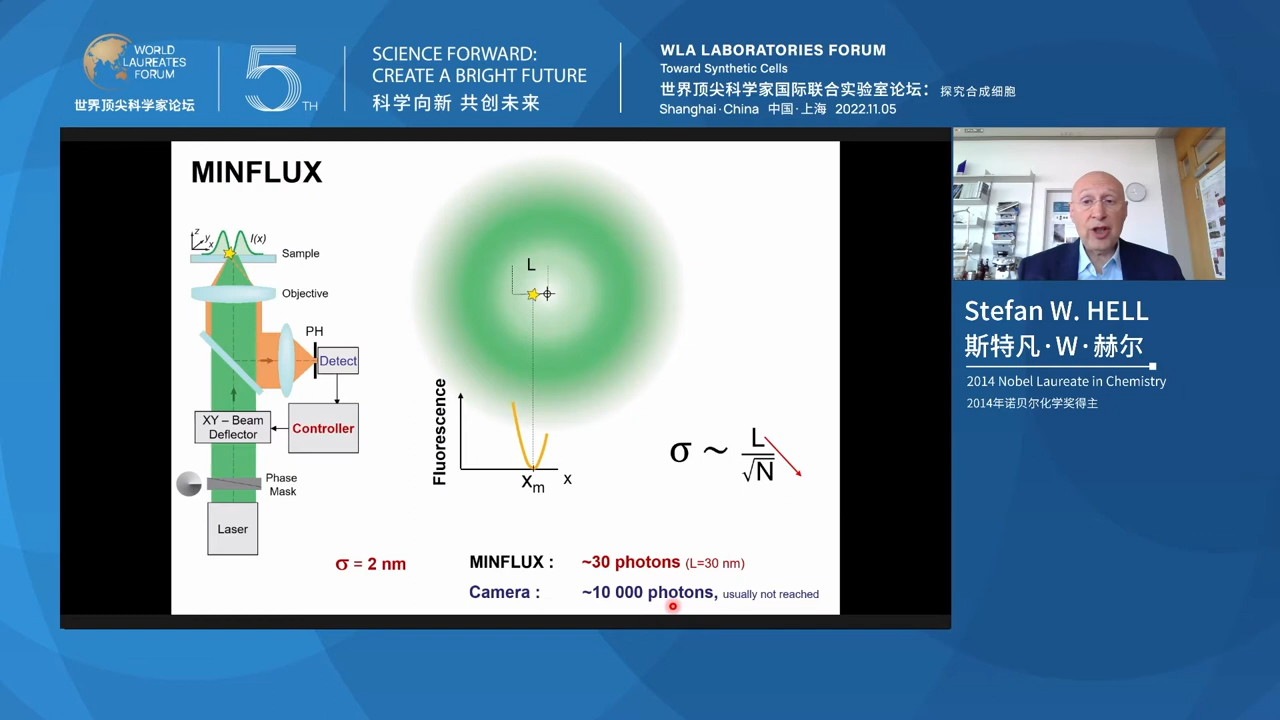 WORLD
LAUREATES
FORUM
世界顶尖科学家论坛
5TH
SCIENCE FORWARD:
CREATE A BRIGHT FUTURE
科学向新 共创未来
WLA LABORATORIES FORUM
Toward Synthetic Cells
世界顶尖科学家国际联合实验室论坛：探究合成细胞
Shanghai·China 中国·上海 2022.11.05
MINFLUX
z
y
x
I(x)
Sample
Objective
PH
Detect
XY – Beam
Deflector
Controller
Phase
Mask
Laser
L
Fluorescence
Xm
x
σ ~ L/√N
σ = 2 nm
MINFLUX : ~30 photons (L=30 nm)
Camera : ~10 000 photons, usually not reached
Stefan W. HELL
斯特凡·W·赫尔
2014 Nobel Laureate in Chemistry
2014年诺贝尔化学奖得主